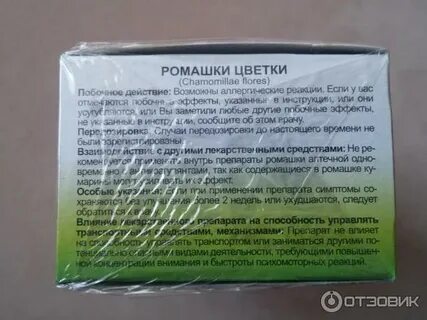 РОМАШКИ ЦВЕТКИ
(Chamomillae flores)
Побочное действие: Возможны аллергические реакции. Если у вас
отмечаются побочные эффекты, указанные в инструкции, или они
усугубляются, или Вы заметили любые другие побочные эффекты,
не указанные в инструкции, сообщите об этом врачу.
Передозировка. Случаи передозировки до настоящего времени не
были зарегистрированы.
Взаимодействие с другими лекарственными средствами: Не ре-
комендуется применять внутрь препараты аптечной одно-
временно с антикоагулянтами, так как содержащиеся в ромашке ку-
марины могут усиливать их эффект.
Особые указания: если при применении препарата симптомы со-
храняются без улучшения более 2 недель или ухудшаются, следует
обратиться к врачу.
Влияние лекарственного препарата на способность управлять
транспортными средствами, механизмами: Препарат не влияет
на способность управлять транспортом или заниматься другими по-
тенциально опасными видами деятельности, требующими повышен-
ной концентрации внимания и быстроты психомоторных реакций.
ОТЗОВИК